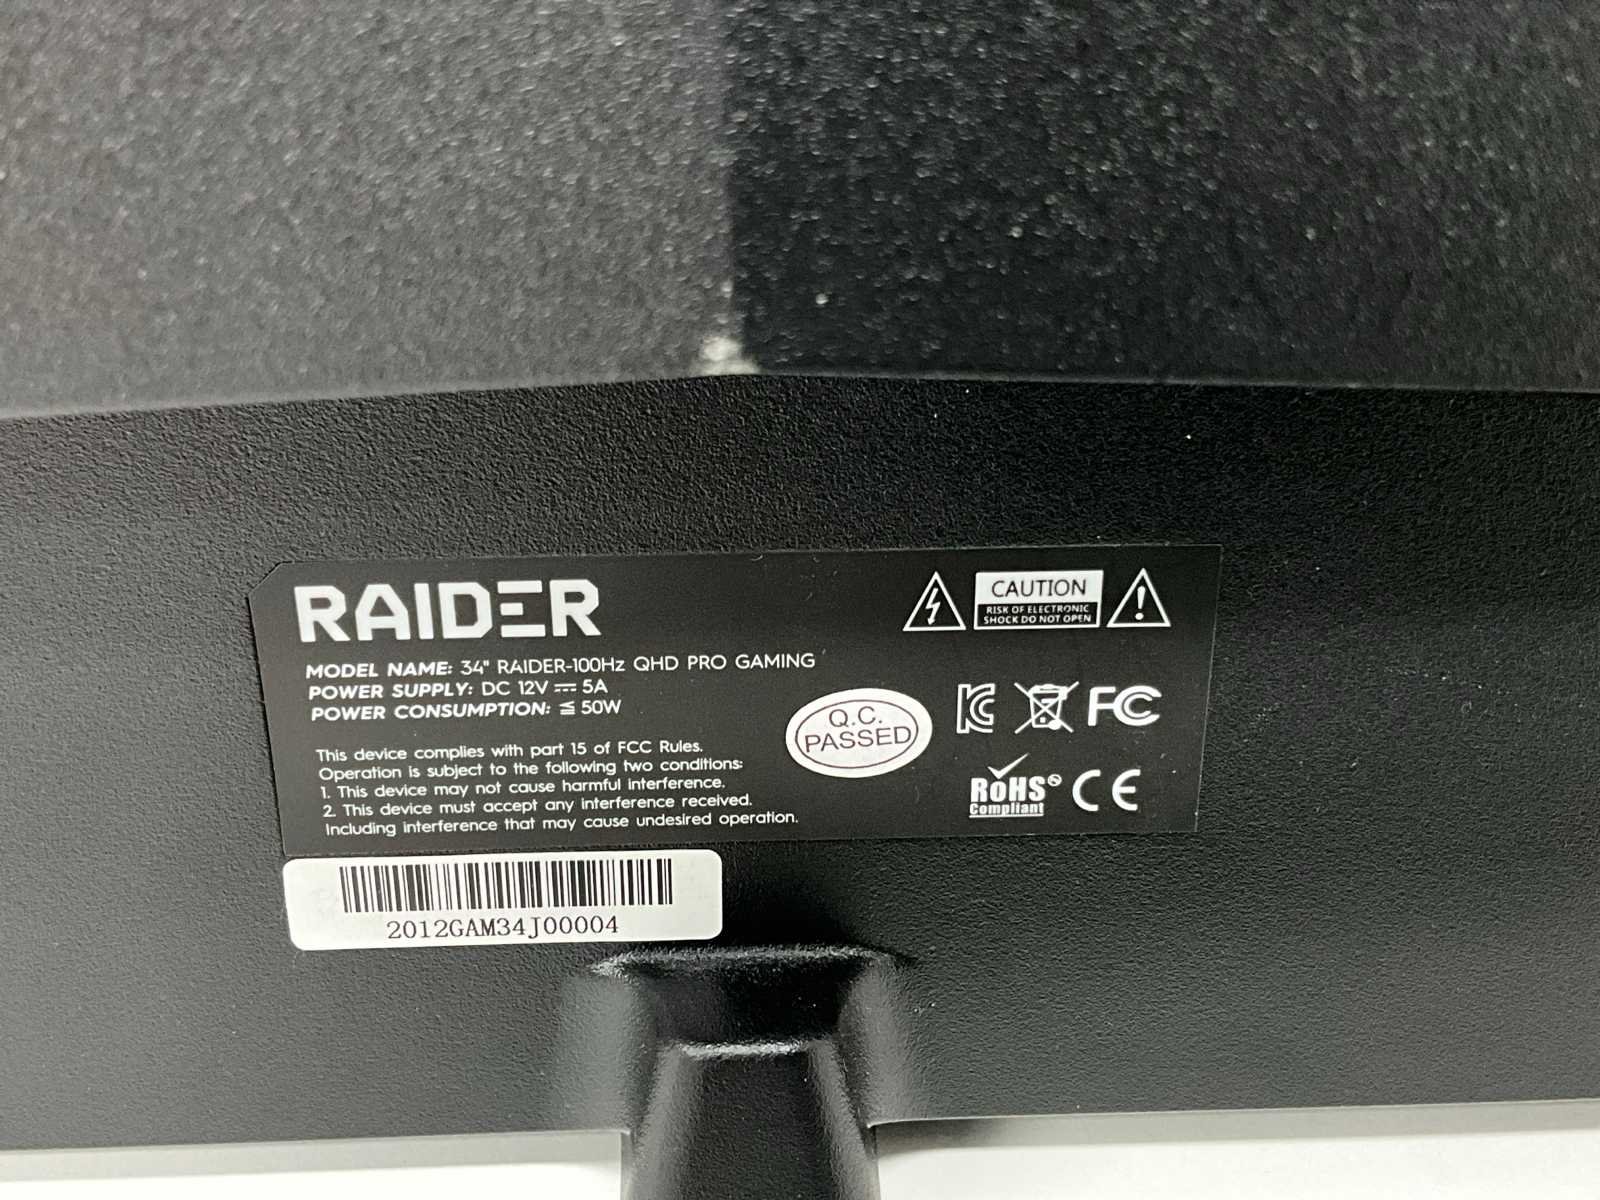 RAIDER
MODEL NAME: 34" RAIDER-100Hz QHD PRO GAMING
POWER SUPPLY: DC 12V ⎓ 5A
POWER CONSUMPTION: ≦ 50W
This device complies with part 15 of FCC Rules.
Operation is subject to the following two conditions:
1. This device may not cause harmful interference.
2. This device must accept any interference received.
Including interference that may cause undesired operation.
CAUTION
RISK OF ELECTRONIC
SHOCK DO NOT OPEN
Q.C.
PASSED
KC FC
RoHS
Compliant
CE
2012GAM34J00004